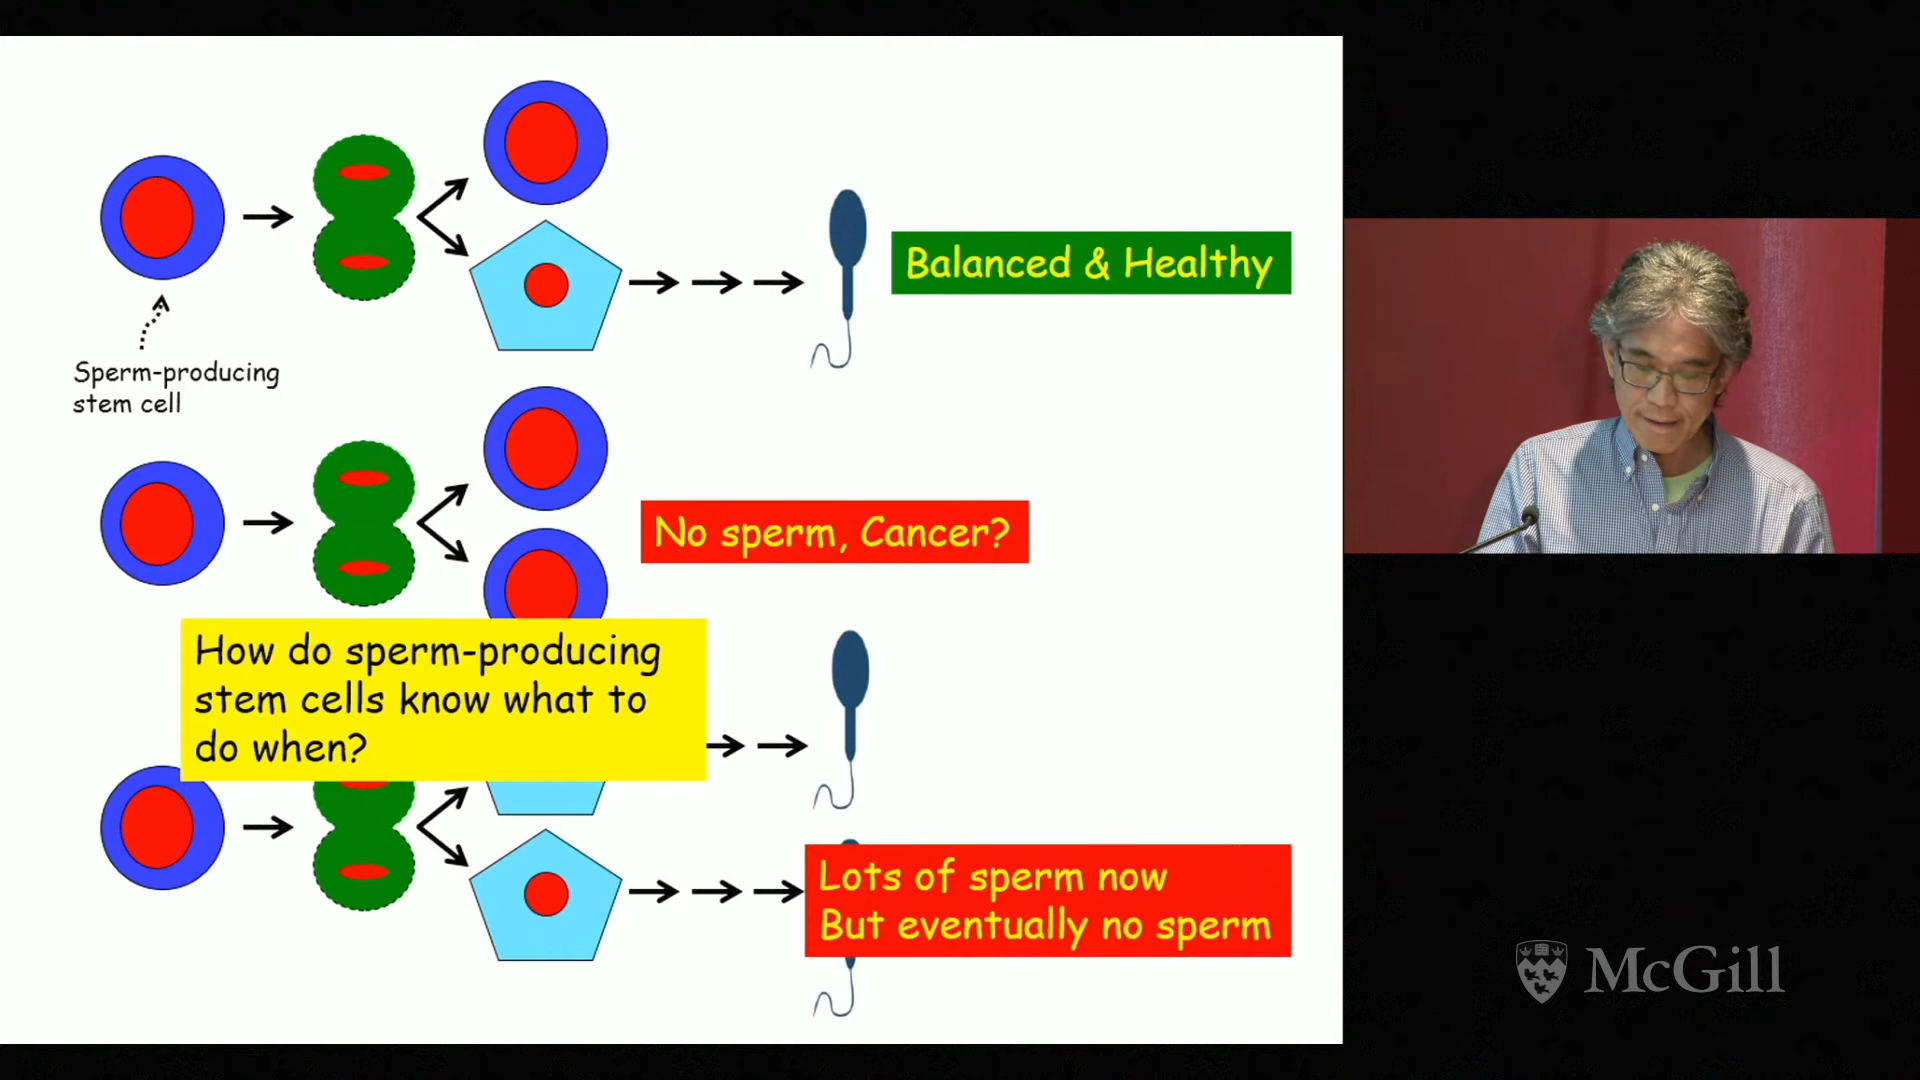 Balanced & Healthy
Sperm-producing
stem cell
No sperm, Cancer?
How do sperm-producing
stem cells know what to
do when?
Lots of sperm now
But eventually no sperm
McGill